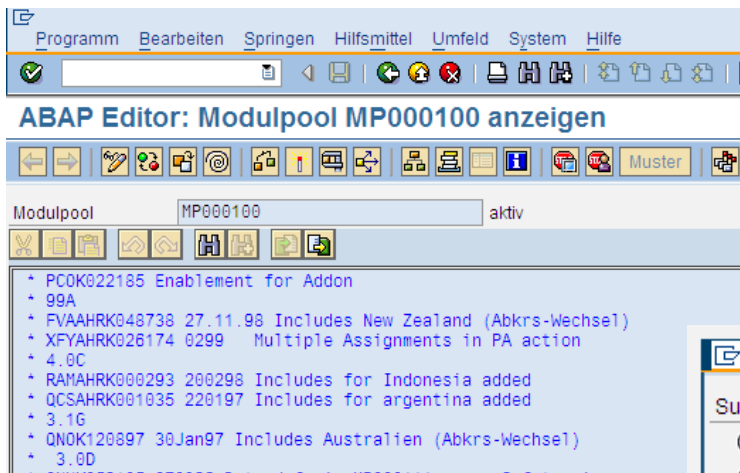 Programm Bearbeiten Springen Hilfsmittel Umfeld System Hilfe
ABAP Editor: Modulpool MP000100 anzeigen
Muster
Modulpool MP000100 aktiv
* PCOK022185 Enablement for Addon
* 99A
* FVAAHRK048738 27.11.98 Includes New Zealand (Abkrs-Wechsel)
* XFYAHRK026174 0299 Multiple Assignments in PA action
* 4.0C
* RAMAHRK000293 200298 Includes for Indonesia added
* QCSAHRK001035 220197 Includes for argentina added
* 3.1G
* QNOK120897 30Jan97 Includes Australien (Abkrs-Wechsel)
* 3.0D
Su